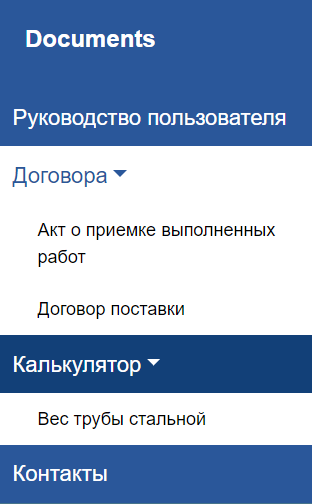 Documents
Руководство пользователя
Договора
Акт о приемке выполненных
работ
Договор поставки
Калькулятор
Вес трубы стальной
Контакты